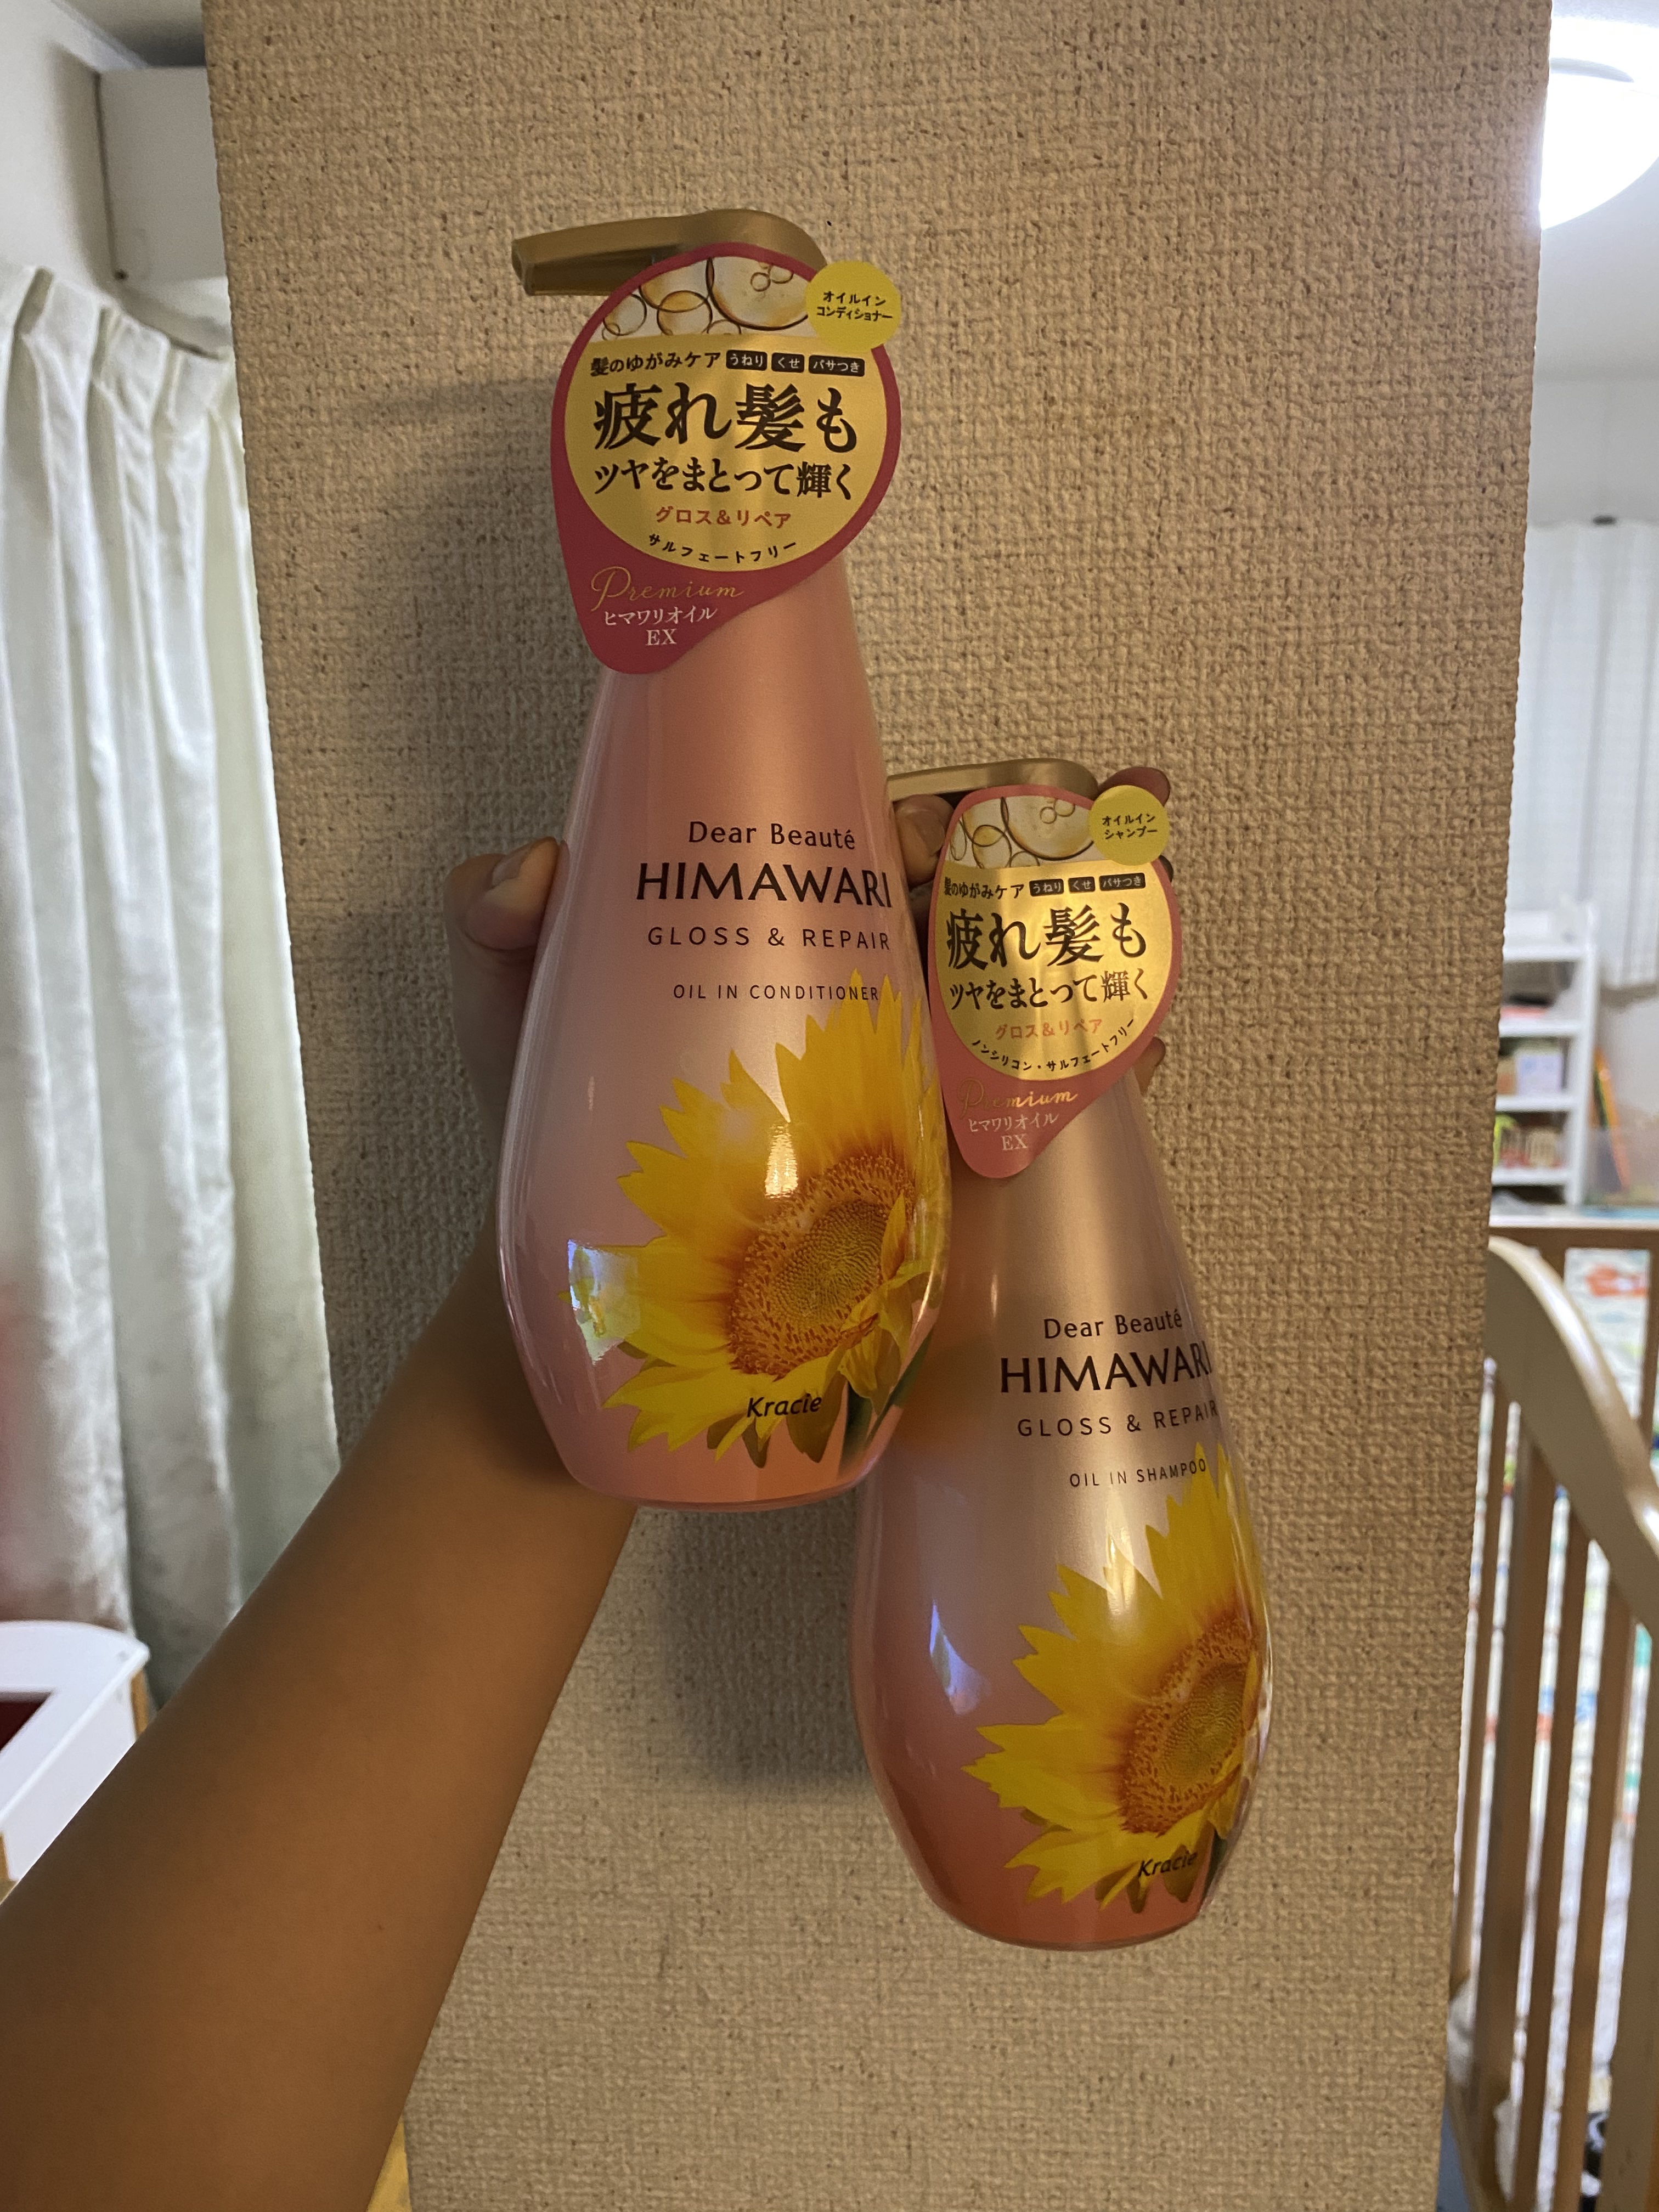 オイルイン
コンディショナー
髪のゆがみケア うねり くせ パサつき
疲れ髪も
ツヤをまとって輝く
グロス&リペア
サルフェートフリー
Premium
ヒマワリオイル
EX
Dear Beauté
HIMAWARI
GLOSS & REPAIR
OIL IN CONDITIONER
Kracie
オイルイン
シャンプー
髪のゆがみケア うねり くせ パサつき
疲れ髪も
ツヤをまとって輝く
グロス&リペア
ノンシリコン・サルフェートフリー
Premium
ヒマワリオイル
EX
Dear Beauté
HIMAWARI
GLOSS & REPAIR
OIL IN SHAMPOO
Kracie